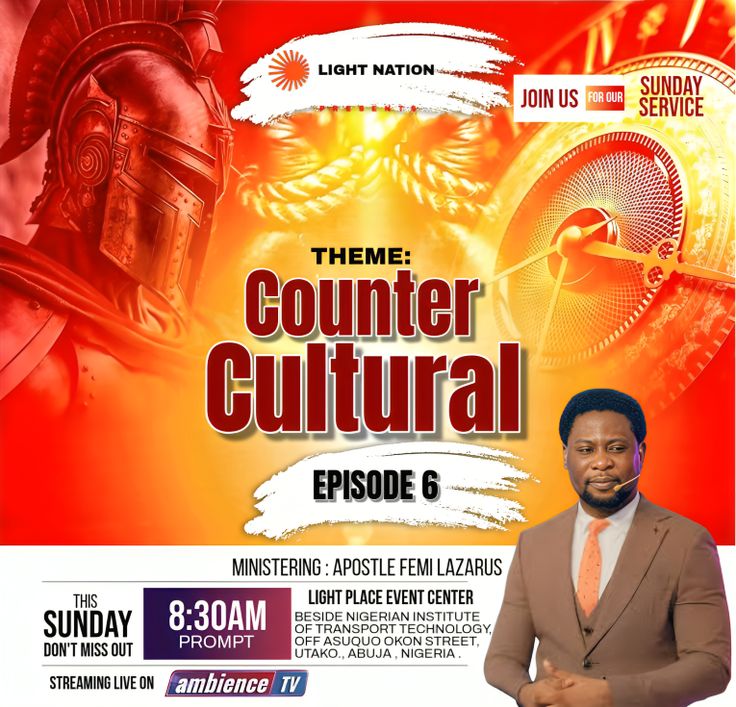 LIGHT NATION
PRESENTS
JOIN US FOR OUR SUNDAY SERVICE
THEME:
Counter
Cultural
EPISODE 6
MINISTERING : APOSTLE FEMI LAZARUS
THIS
SUNDAY
DON'T MISS OUT
8:30AM
PROMPT
LIGHT PLACE EVENT CENTER
BESIDE NIGERIAN INSTITUTE
OF TRANSPORT TECHNOLOGY,
OFF ASUQUO OKON STREET,
UTAKO., ABUJA , NIGERIA .
STREAMING LIVE ON ambience TV